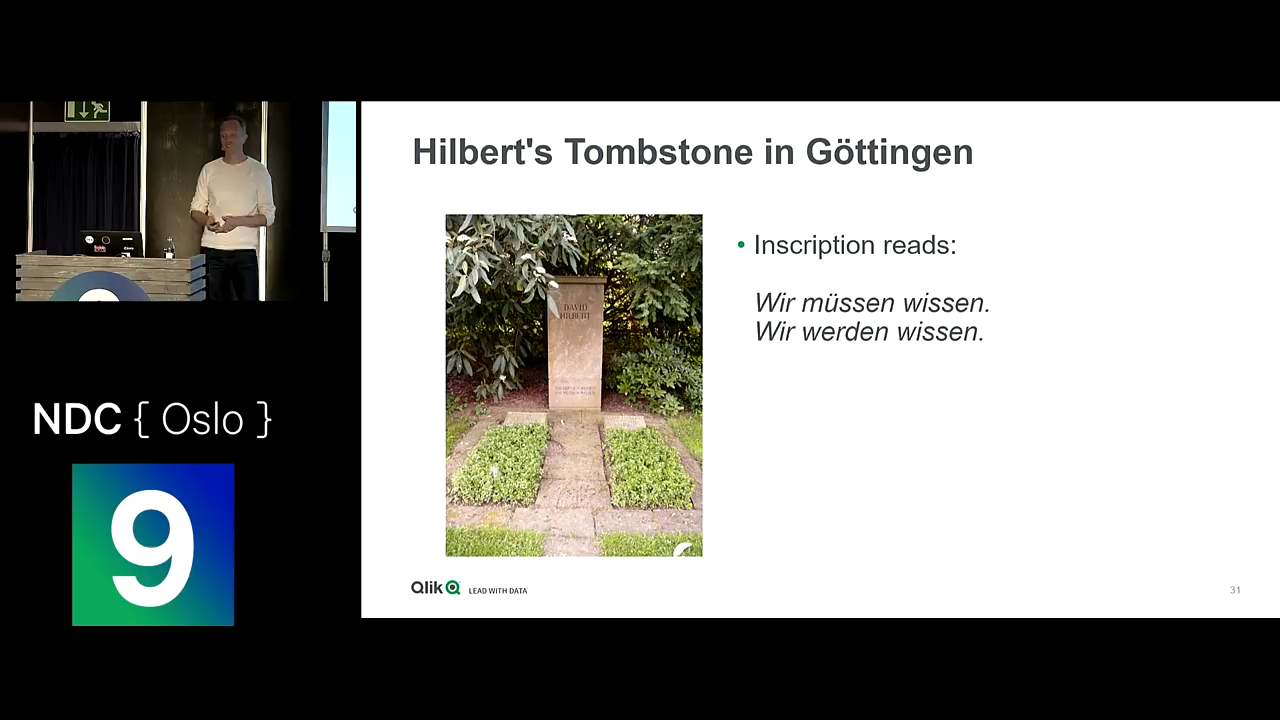 Hilbert's Tombstone in Göttingen
DAVID
HILBERT
• Inscription reads:
Wir müssen wissen.
Wir werden wissen.
NDC { Oslo }
9
Qlik LEAD WITH DATA
31